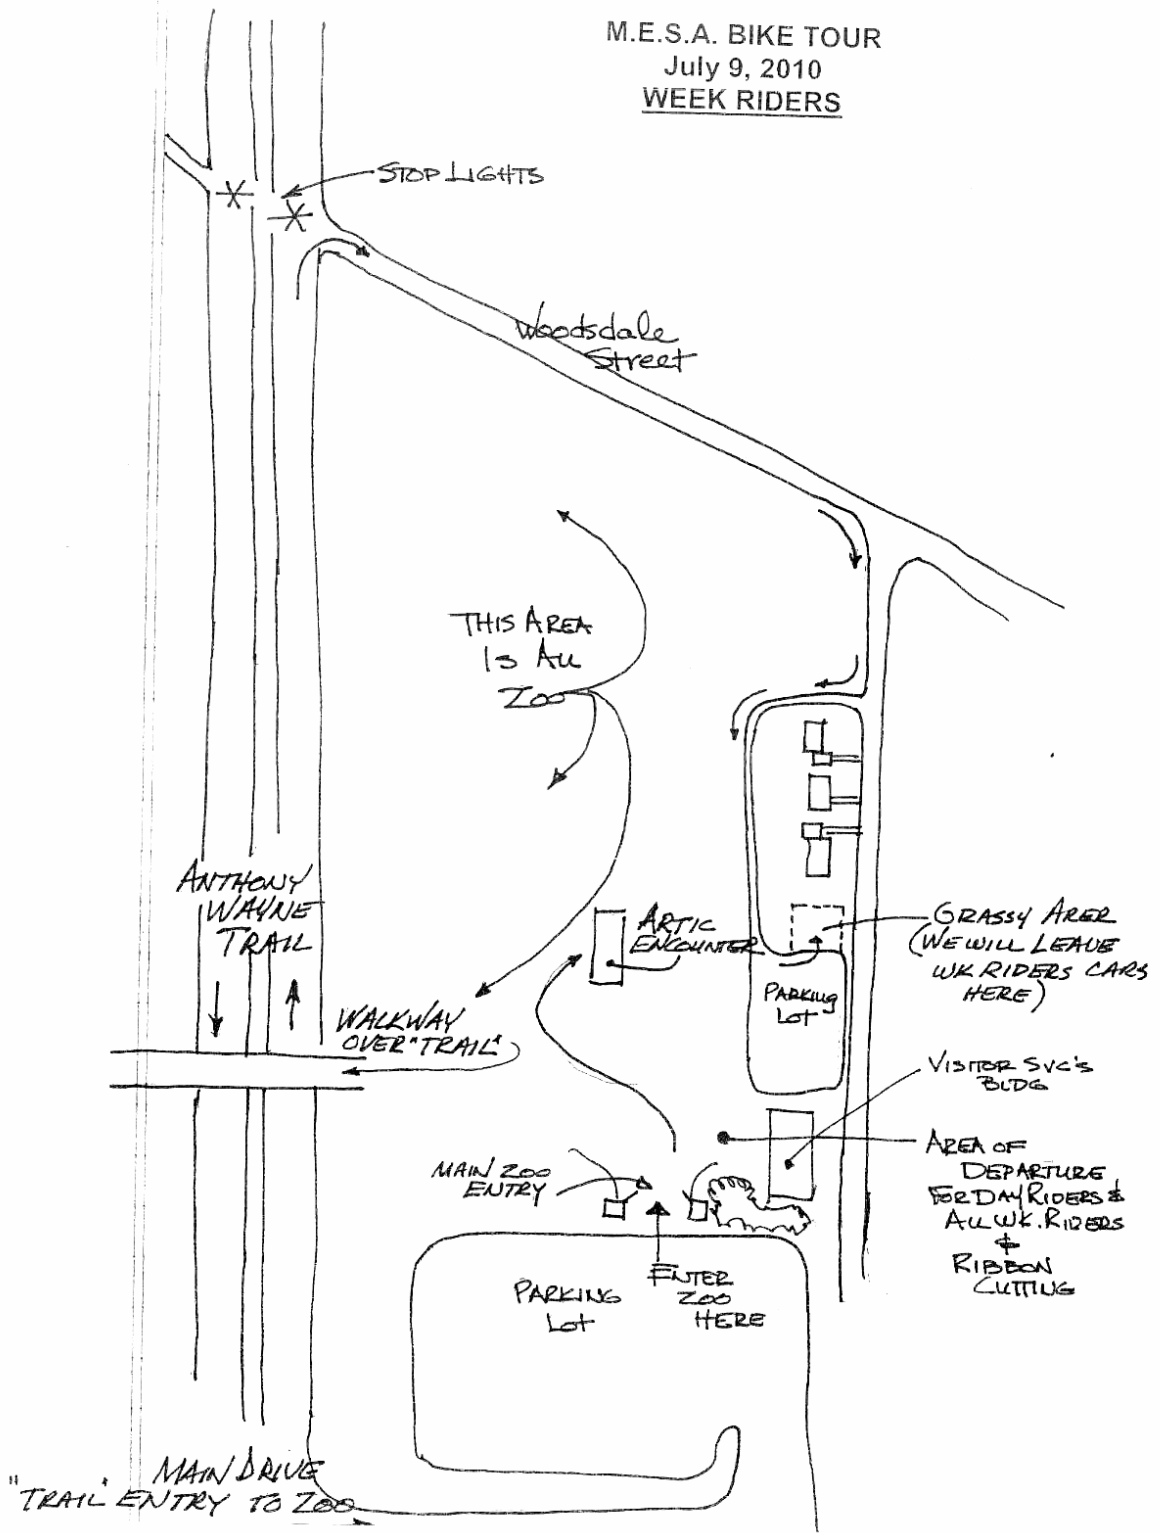 M.E.S.A. BIKE TOUR
July 9, 2010
WEEK RIDERS
STOP LIGHTS
Woodsdale
Street
THIS AREA
IS ALL
ZOO
ANTHONY
WAYNE
TRAIL
ARTIC
ENCOUNTER
GRASSY AREA
(WE WILL LEAVE
WK RIDERS CARS
HERE)
PARKING
LOT
WALKWAY
OVER "TRAIL"
VISITOR SVC'S
BLDG
AREA OF
DEPARTURE
FOR DAY RIDERS &
ALL WK. RIDERS
+
RIBBON
CUTTING
MAIN ZOO
ENTRY
ENTER
ZOO
HERE
PARKING
LOT
MAIN DRIVE
"TRAIL" ENTRY TO ZOO